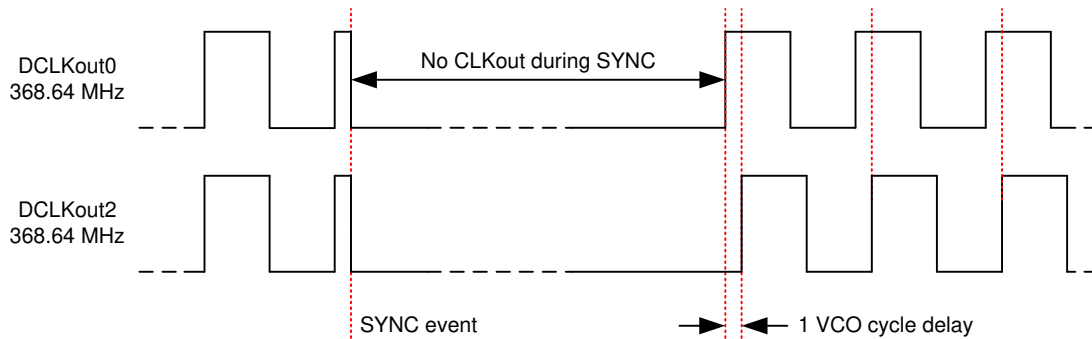 DCLKout0
368.64 MHz
No CLKout during SYNC
DCLKout2
368.64 MHz
SYNC event
1 VCO cycle delay